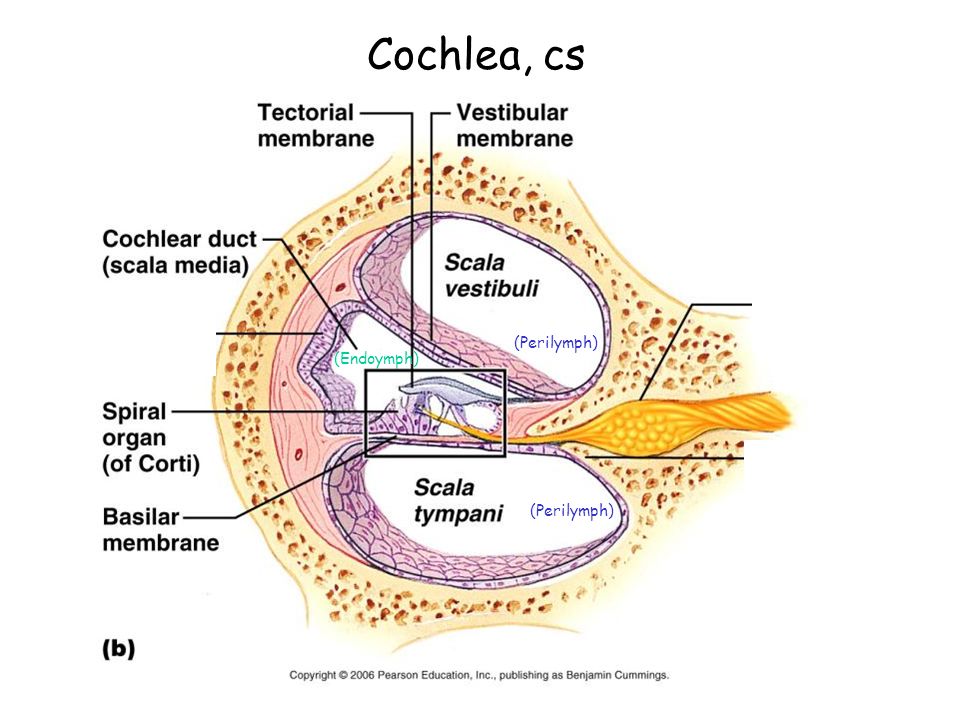 Cochlea, cs
Tectorial
membrane
Vestibular
membrane
Cochlear duct
(scala media)
Scala
vestibuli
(Perilymph)
(Endoymph)
Spiral
organ
(of Corti)
Scala
tympani
(Perilymph)
Basilar
membrane
(b)
Copyright © 2006 Pearson Education, Inc., publishing as Benjamin Cummings.